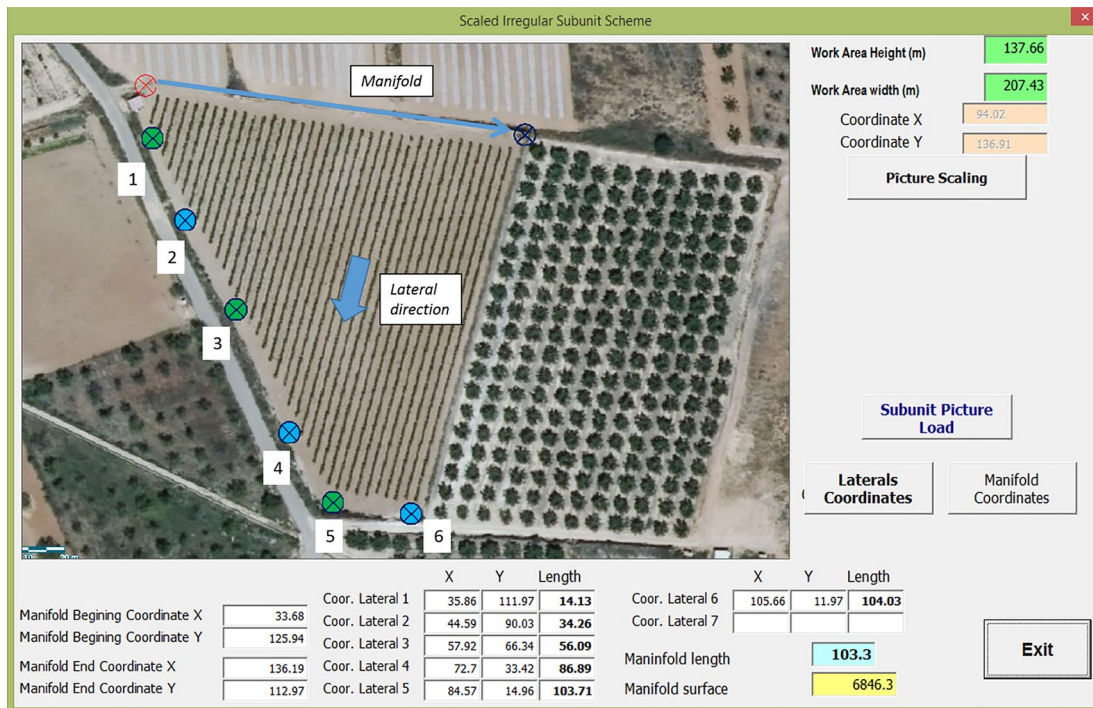 Scaled Irregular Subunit Scheme
x
Manifold
1
2
3
4
5
6
Lateral
direction
Work Area Height (m) 137.66
Work Area width (m) 207.43
Coordinate X 94.02
Coordinate Y 136.91
Picture Scaling
Subunit Picture
Load
Laterals
Coordinates
Manifold
Coordinates
Manifold Begining Coordinate X 33.68
Manifold Begining Coordinate Y 125.94
Manifold End Coordinate X 136.19
Manifold End Coordinate Y 112.97
X Y Length
Coor. Lateral 1 35.86 111.97 14.13
Coor. Lateral 2 44.59 90.03 34.26
Coor. Lateral 3 57.92 66.34 56.09
Coor. Lateral 4 72.7 33.42 86.89
Coor. Lateral 5 84.57 14.96 103.71
X Y Length
Coor. Lateral 6 105.66 11.97 104.03
Coor. Lateral 7
Maninfold length 103.3
Manifold surface 6846.3
Exit